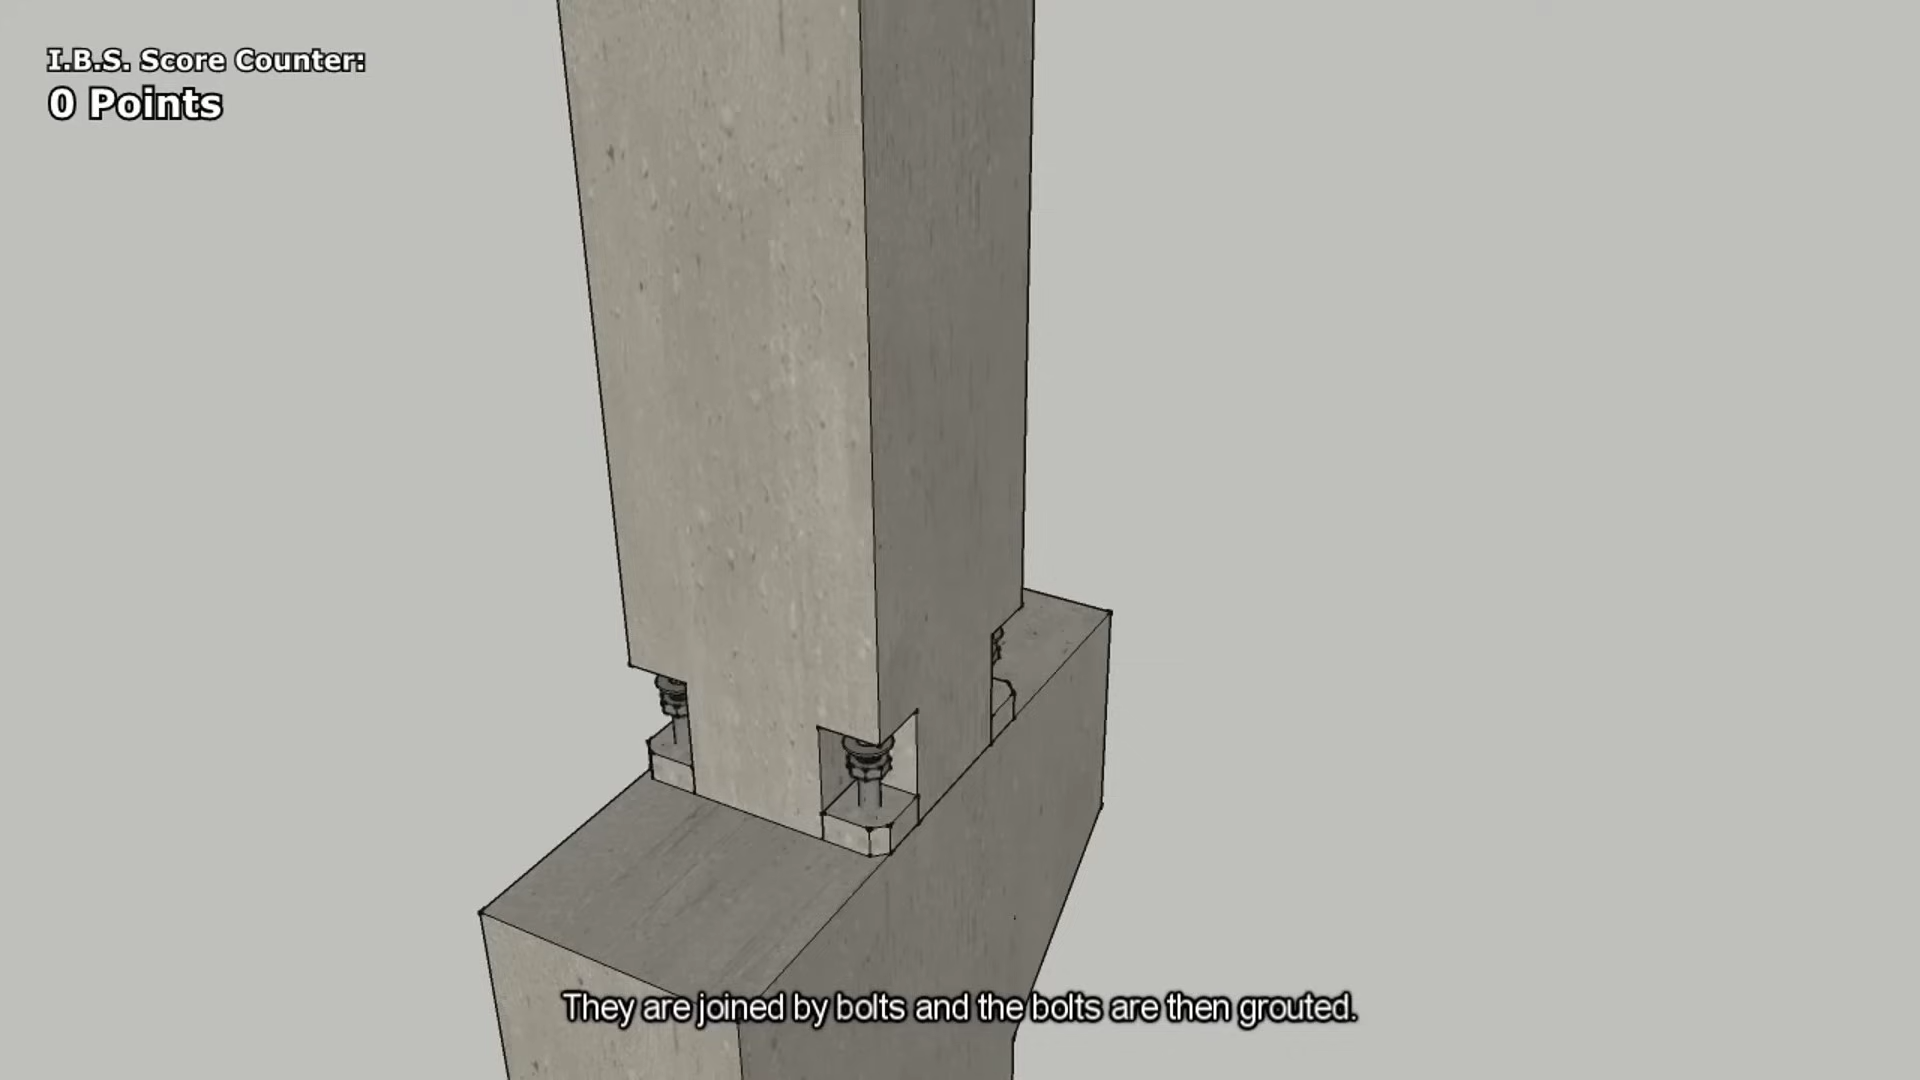 I.B.S. Score Counter:
0 Points
They are joined by bolts and the bolts are then grouted.